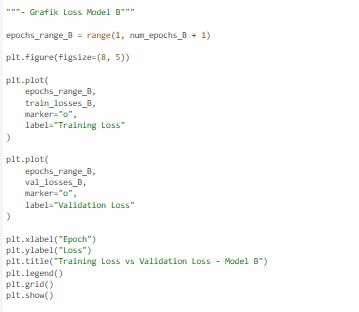 """- Grafik Loss Model B"""
epochs_range_B = range(1, num_epochs_B + 1)
plt.figure(figsize=(8, 5))
plt.plot(
    epochs_range_B,
    train_losses_B,
    marker="o",
    label="Training Loss"
)
plt.plot(
    epochs_range_B,
    val_losses_B,
    marker="o",
    label="Validation Loss"
)
plt.xlabel("Epoch")
plt.ylabel("Loss")
plt.title("Training Loss vs Validation Loss - Model B")
plt.legend()
plt.grid()
plt.show()